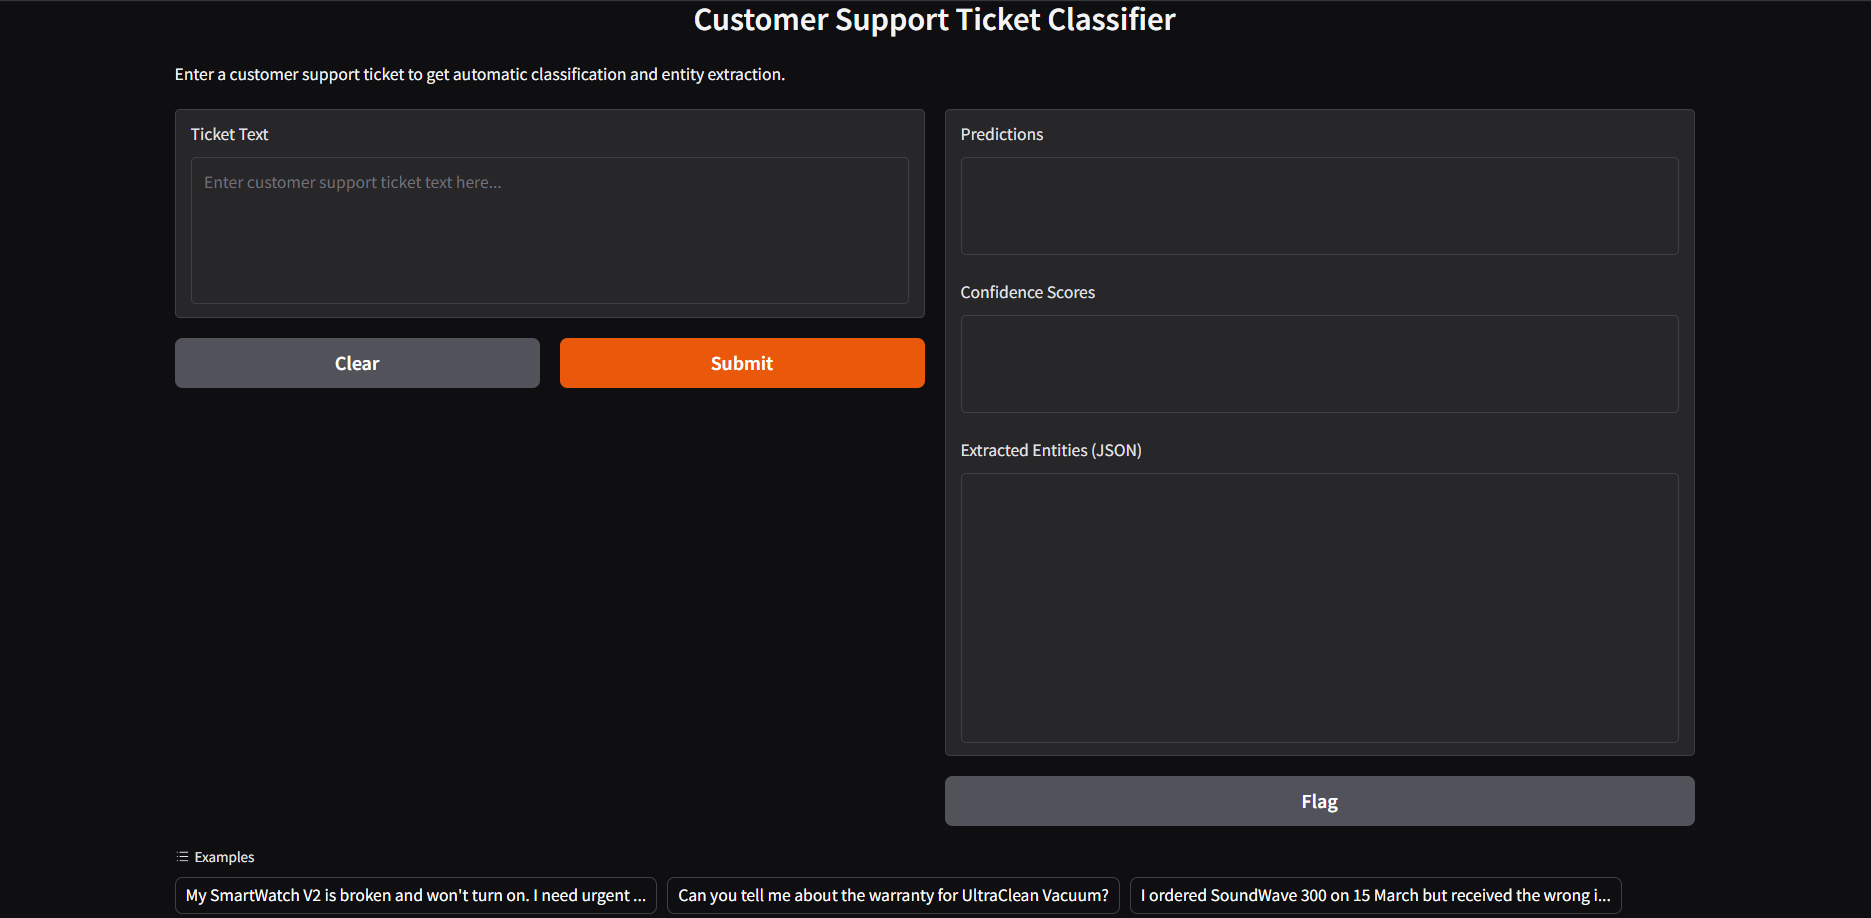 Customer Support Ticket Classifier
Enter a customer support ticket to get automatic classification and entity extraction.
Ticket Text
Enter customer support ticket text here...
Clear
Submit
Predictions
Confidence Scores
Extracted Entities (JSON)
Flag
Examples
My SmartWatch V2 is broken and won't turn on. I need urgent ...
Can you tell me about the warranty for UltraClean Vacuum?
I ordered SoundWave 300 on 15 March but received the wrong i...